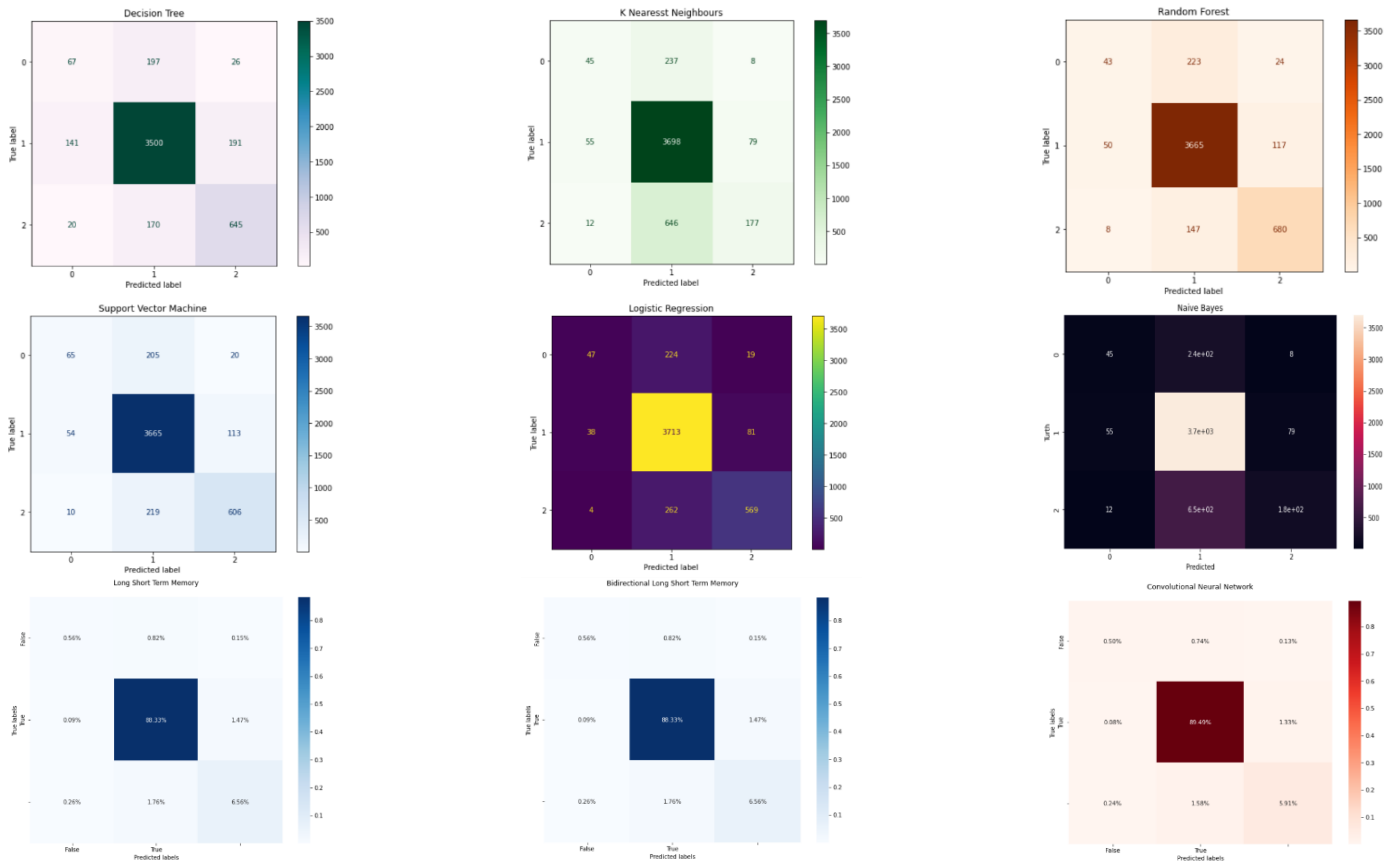 Decision Tree
0 67 197 26
True label
1 141 3500 191
2 20 170 645
0 1 2
Predicted label
3500
3000
2500
2000
1500
1000
500
K Nearesst Neighbours
0 45 237 8
True label
1 55 3698 79
2 12 646 177
0 1 2
Predicted label
3500
3000
2500
2000
1500
1000
500
Random Forest
0 43 223 24
True label
1 50 3665 117
2 8 147 680
0 1 2
Predicted label
3500
3000
2500
2000
1500
1000
500
Support Vector Machine
0 65 205 20
True label
1 54 3665 113
2 10 219 606
0 1 2
Predicted label
3500
3000
2500
2000
1500
1000
500
Logistic Regression
0 47 224 19
True label
1 38 3713 81
2 4 262 569
0 1 2
Predicted label
3500
3000
2500
2000
1500
1000
500
Naive Bayes
0 45 2.4e+02 8
Turth
1 55 3.7e+03 79
2 12 6.5e+02 1.8e+02
0 1 2
Predicted
3500
3000
2500
2000
1500
1000
500
Long Short Term Memory
False 0.56% 0.82% 0.15%
True labels
True 0.09% 88.33% 1.47%
0.26% 1.76% 6.56%
False True
Predicted labels
0.8
0.7
0.6
0.5
0.4
0.3
0.2
0.1
Bidirectional Long Short Term Memory
False 0.56% 0.82% 0.15%
True labels
True 0.09% 88.33% 1.47%
0.26% 1.76% 6.56%
False True
Predicted labels
0.8
0.7
0.6
0.5
0.4
0.3
0.2
0.1
Convolutional Neural Network
False 0.50% 0.74% 0.13%
True labels
True 0.08% 89.49% 1.33%
0.24% 1.58% 5.91%
False True
Predicted labels
0.8
0.7
0.6
0.5
0.4
0.3
0.2
0.1